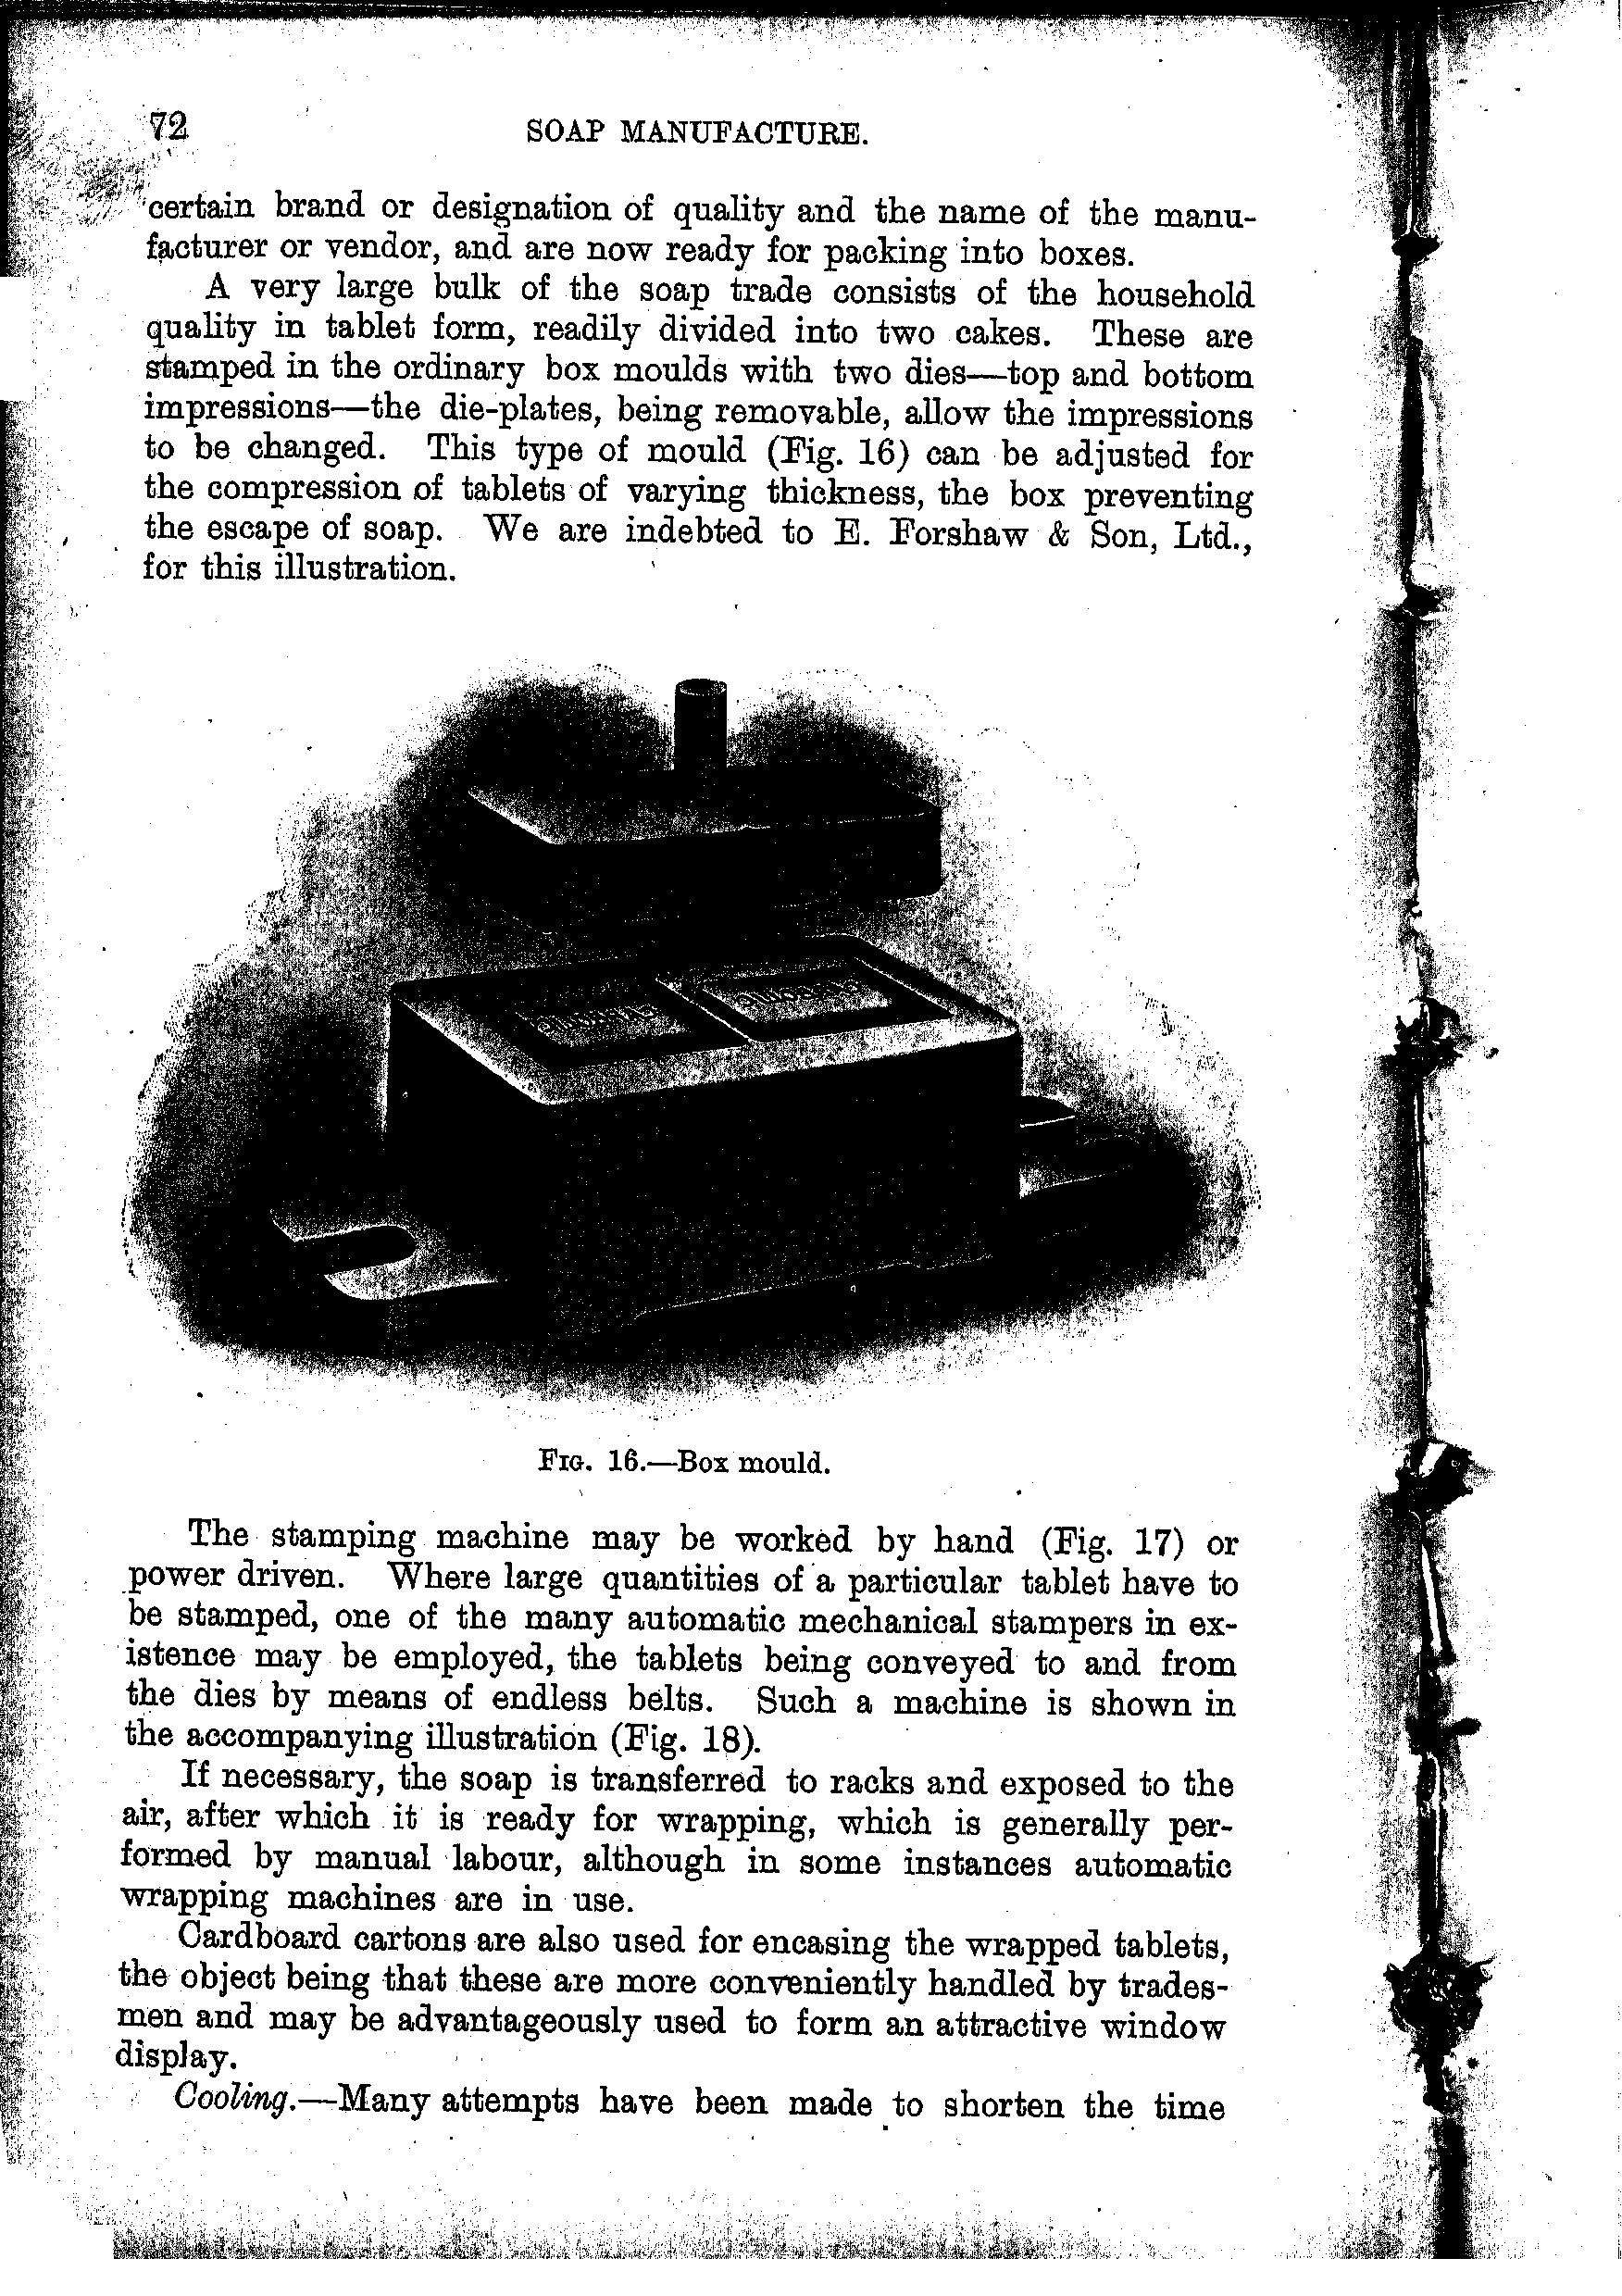 72
SOAP MANUFACTURE.
certain brand or designation of quality and the name of the manu-
facturer or vendor, and are now ready for packing into boxes.
A very large bulk of the soap trade consists of the household
quality in tablet form, readily divided into two cakes. These are
stamped in the ordinary box moulds with two dies—top and bottom
impressions—the die-plates, being removable, allow the impressions
to be changed. This type of mould (Fig. 16) can be adjusted for
the compression of tablets of varying thickness, the box preventing
the escape of soap. We are indebted to E. Forshaw & Son, Ltd.,
for this illustration.
FIG. 16.—Box mould.
The stamping machine may be worked by hand (Fig. 17) or
power driven. Where large quantities of a particular tablet have to
be stamped, one of the many automatic mechanical stampers in ex-
istence may be employed, the tablets being conveyed to and from
the dies by means of endless belts. Such a machine is shown in
the accompanying illustration (Fig. 18).
If necessary, the soap is transferred to racks and exposed to the
air, after which it is ready for wrapping, which is generally per-
formed by manual labour, although in some instances automatic
wrapping machines are in use.
Cardboard cartons are also used for encasing the wrapped tablets,
the object being that these are more conveniently handled by trades-
men and may be advantageously used to form an attractive window
display.
Cooling.—Many attempts have been made to shorten the time